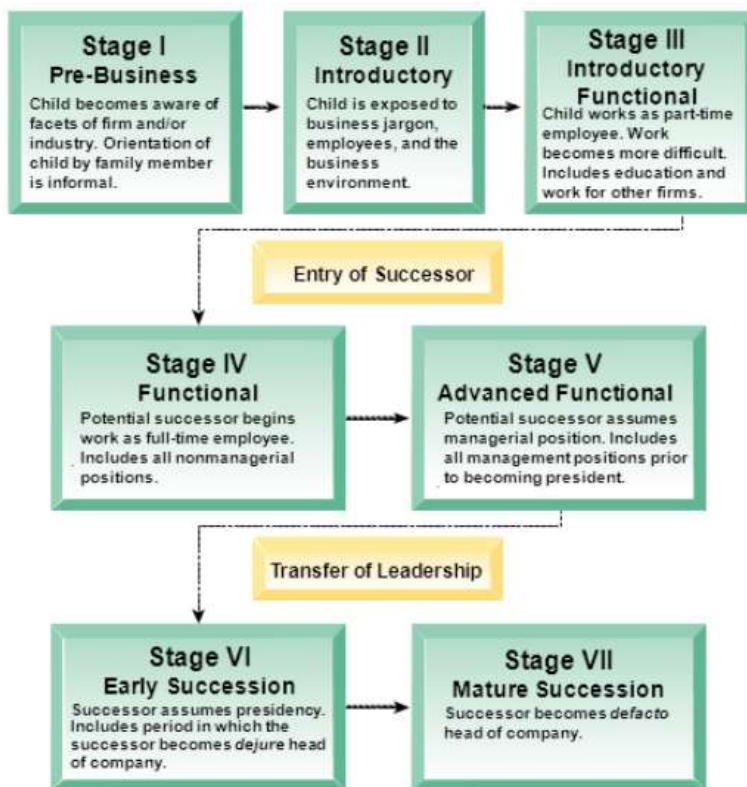 Stage I
Pre-Business
Child becomes aware of
facets of firm and/or
industry. Orientation of
child by family member
is informal.
Stage II
Introductory
Child is exposed to
business jargon,
employees, and the
business
environment.
Stage III
Introductory
Functional
Child works as part-time
employee. Work
becomes more difficult.
Includes education and
work for other firms.
Entry of Successor
Stage IV
Functional
Potential successor begins
work as full-time employee.
Includes all nonmanagerial
positions.
Stage V
Advanced Functional
Potential successor assumes
managerial position. Includes
all management positions prior
to becoming president.
Transfer of Leadership
Stage VI
Early Succession
Successor assumes presidency.
Includes period in which the
successor becomes dejure head
of company.
Stage VII
Mature Succession
Successor becomes defacto
head of company.